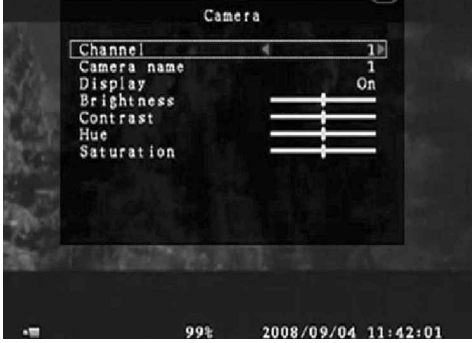 Camera
Channel 1
Camera name 1
Display On
Brightness
Contrast
Hue
Saturation
99% 2008/09/04 11:42:01